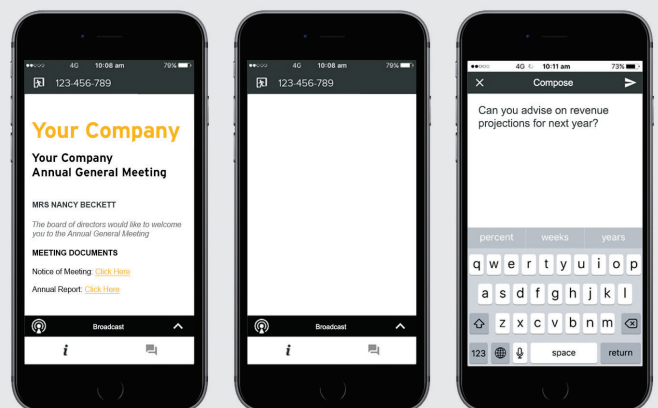 4G 10:08 am 79%
123-456-789
Your Company
Your Company
Annual General Meeting
MRS NANCY BECKETT
The board of directors would like to welcome
you to the Annual General Meeting
MEETING DOCUMENTS
Notice of Meeting: Click Here
Annual Report: Click Here
Broadcast
i
4G 10:08 am 79%
123-456-789
Broadcast
i
4G 10:11 am 73%
Compose
Can you advise on revenue
projections for next year?
percent weeks years
q w e r t y u i o p
a s d f g h j k l
z x c v b n m
123 space return